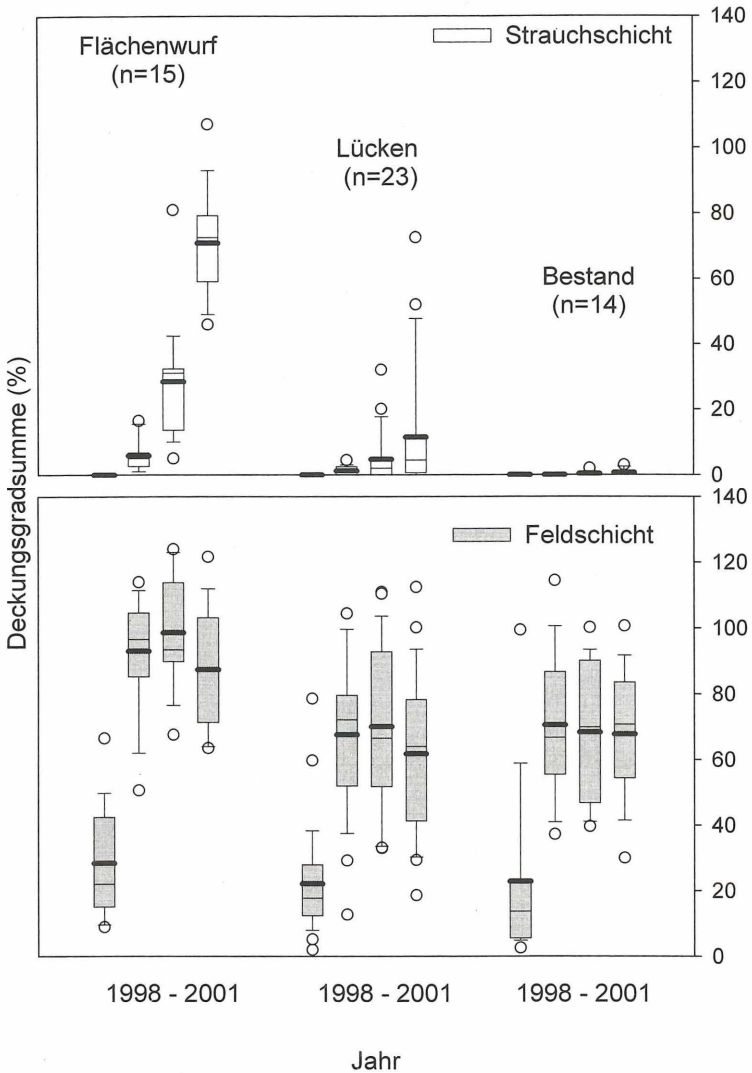 Flächenwurf
(n=15)
Strauchschicht
Lücken
(n=23)
Bestand
(n=14)
140
120
100
80
60
40
20
0
Deckungsgradsumme (%)
Feldschicht
140
120
100
80
60
40
20
0
1998 - 2001
1998 - 2001
1998 - 2001
Jahr